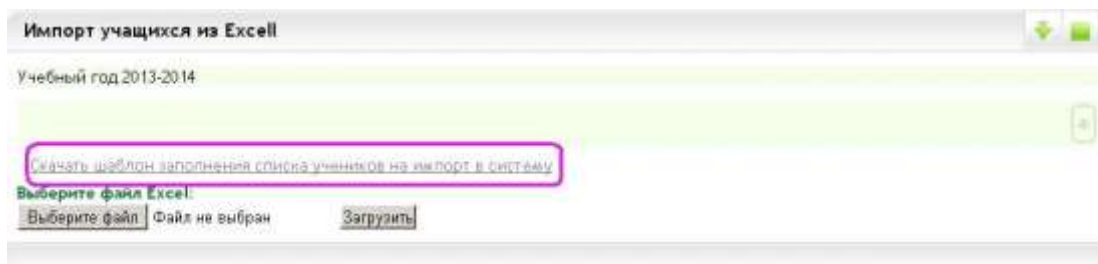 Импорт учащихся из Excell
Учебный год 2013-2014
Скачать шаблон заполнения списка учеников на импорт в систему
Выберите файл Excel:
Выберите файл Файл не выбран Загрузить